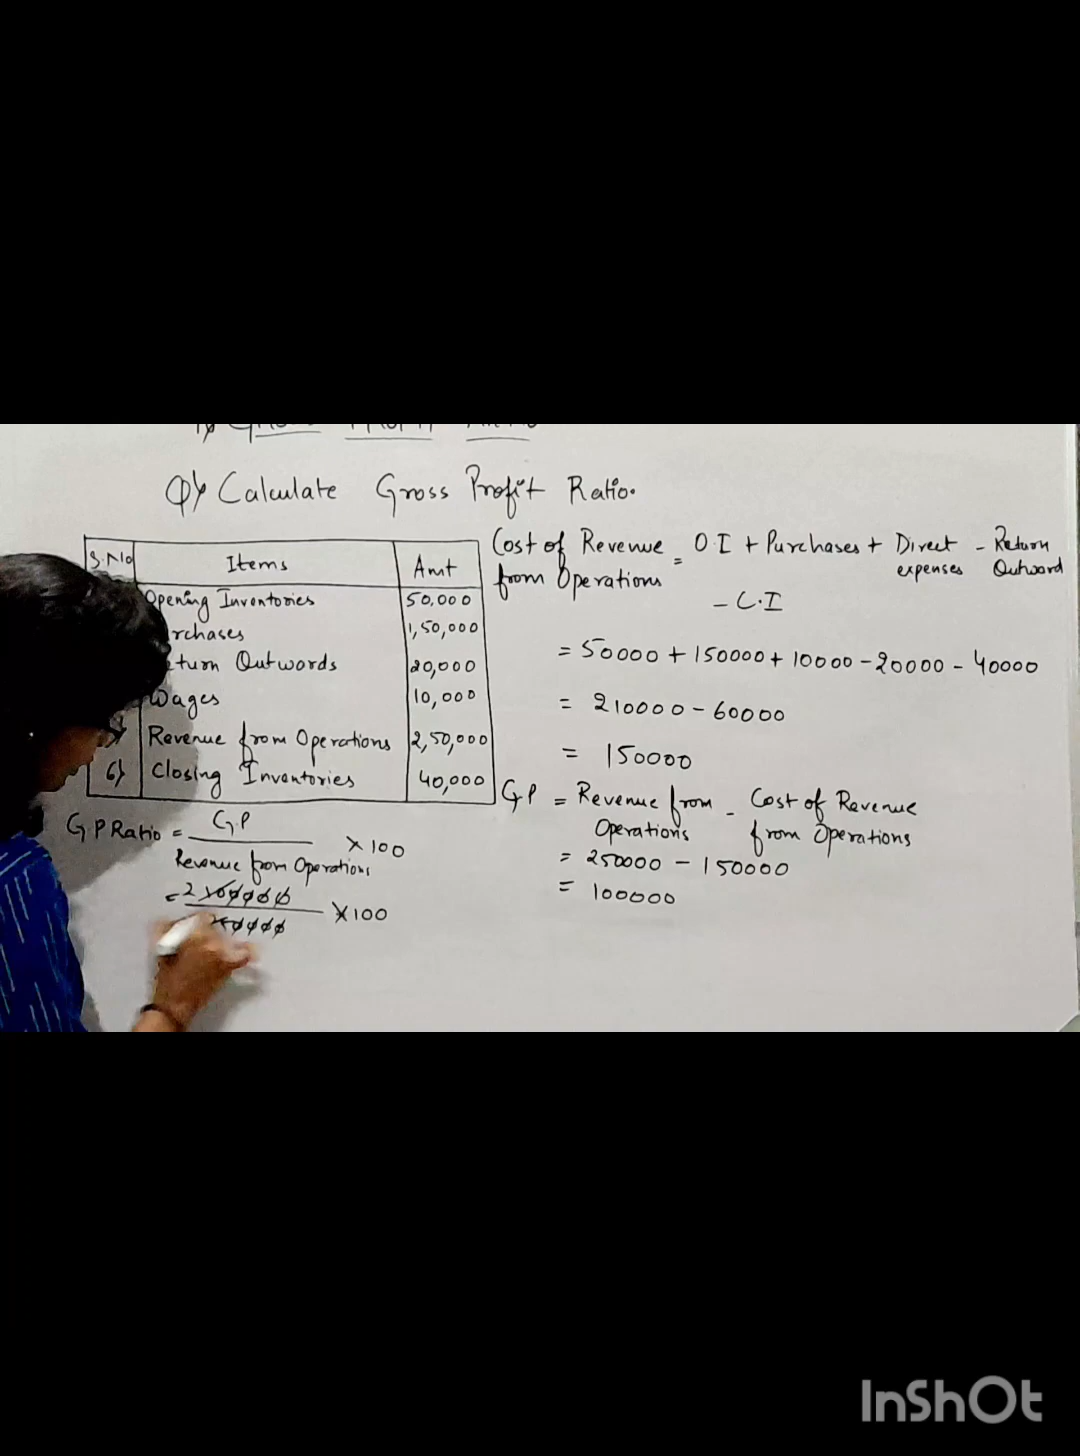 Q) Calculate Gross Profit Ratio.
S.No Items Amt
Opening Inventories 50,000
rchases 1,50,000
turn Outwords 20,000
Wages 10,000
Revenue from Operations 2,50,000
6) Closing Inventories 40,000
G P Ratio = G.P × 100
Revenue from Operations
= 2 100000 × 100
Cost of Revenue = O.I + Purchases + Direct - Return
from Operations expenses Outward
- C.I
= 50000 + 150000 + 10000 - 20000 - 40000
= 210000 - 60000
= 150000
G P = Revenue from - Cost of Revenue
Operations from Operations
= 250000 - 150000
= 100000
InShOt